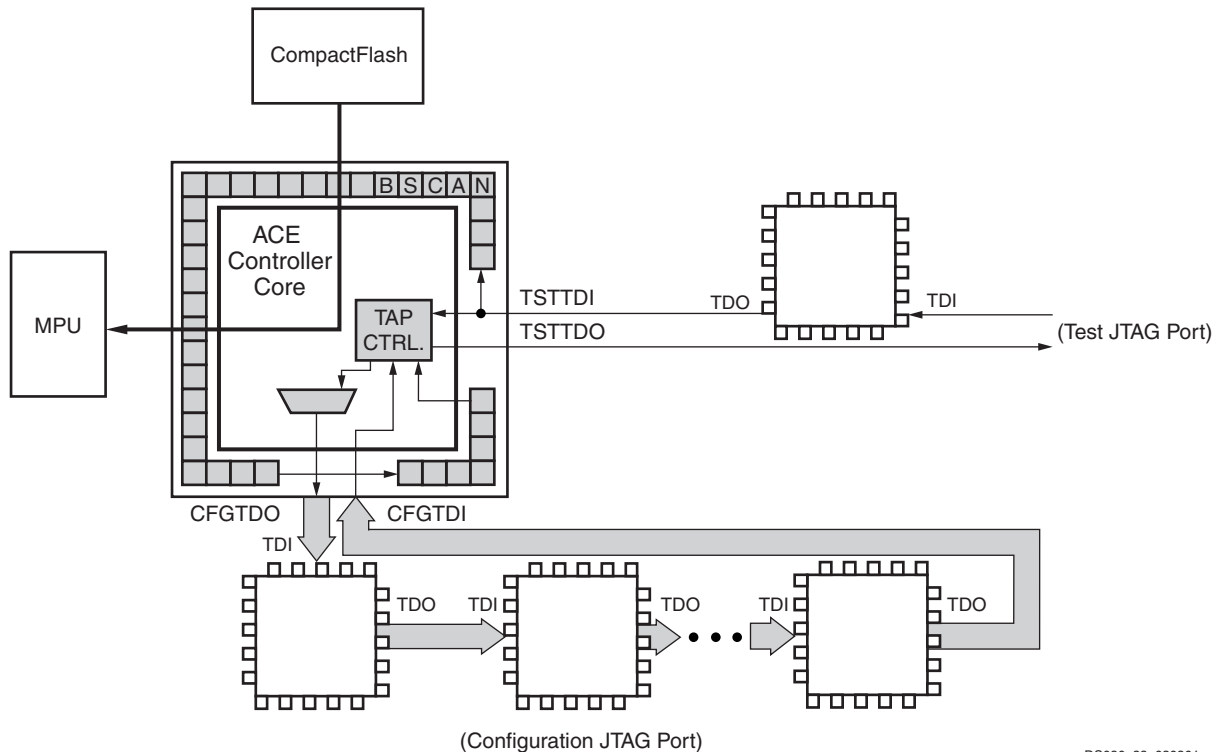 CompactFlash
B S C A N
ACE
Controller
Core
MPU
TAP
CTRL.
TSTTDI
TSTTDO
TDO
TDI
(Test JTAG Port)
CFGTDO
CFGTDI
TDI
TDO
TDI
TDO
TDI
TDO
(Configuration JTAG Port)